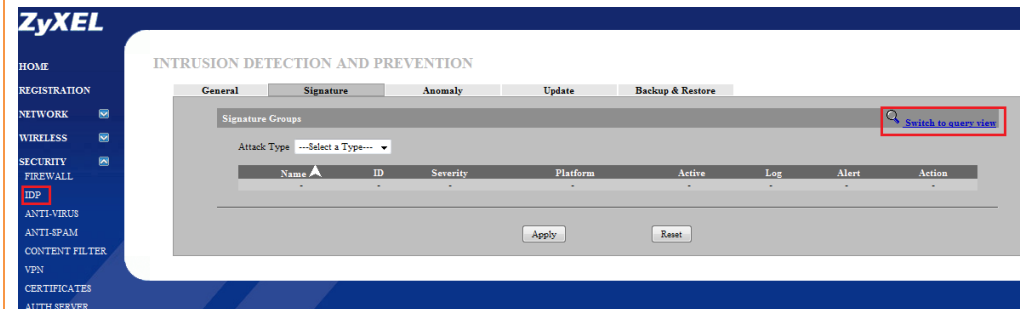 ZyXEL
HOME
REGISTRATION
NETWORK
WIRELESS
SECURITY
FIREWALL
IDP
ANTI-VIRUS
ANTI-SPAM
CONTENT FILTER
VPN
CERTIFICATES
AUTH SERVER
INTRUSION DETECTION AND PREVENTION
General Signature Anomaly Update Backup & Restore
Signature Groups Switch to query view
Attack Type ---Select a Type---
Name ID Severity Platform Active Log Alert Action
- - - - - - - -
Apply Reset